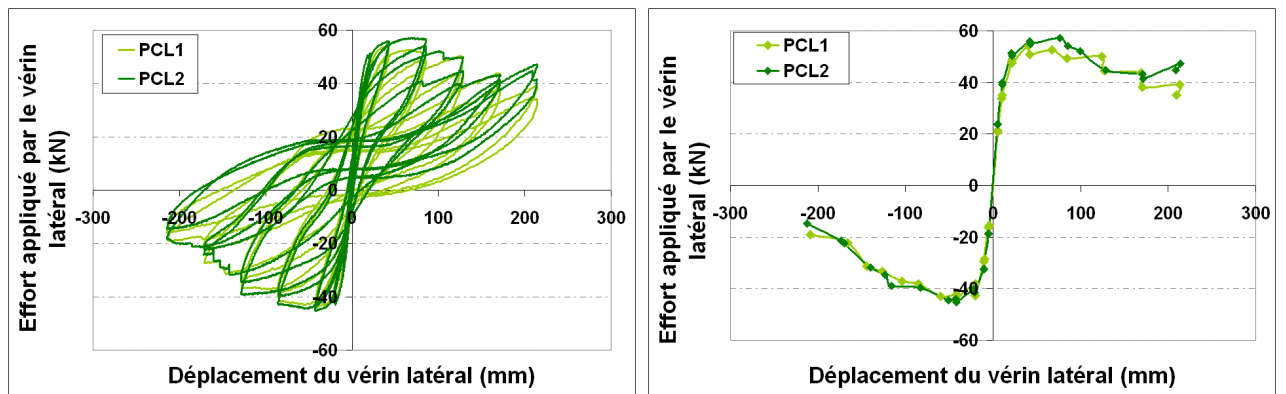 60
40
20
0
-20
-40
-60
-300
-200
-100
0
100
200
300
PCL1
PCL2
Effort appliqué par le vérin
latéral (kN)
Déplacement du vérin latéral (mm)
60
40
20
0
-20
-40
-60
-300
-200
-100
0
100
200
300
PCL1
PCL2
Effort appliqué par le vérin
latéral (kN)
Déplacement du vérin latéral (mm)